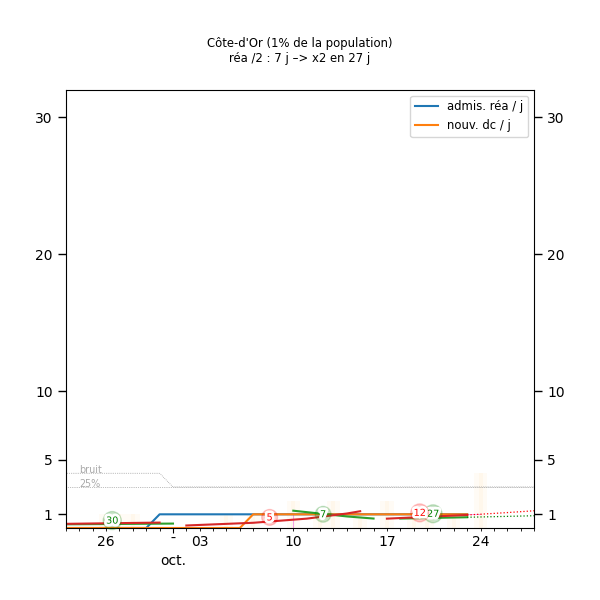 Côte-d'Or (1% de la population)
réa /2 : 7 j –> x2 en 27 j
admis. réa / j
nouv. dc / j
30 30
20 20
10 10
5 5
bruit
25%
1 1
30 5 7 12 27
26 - 03 10 17 24
oct.